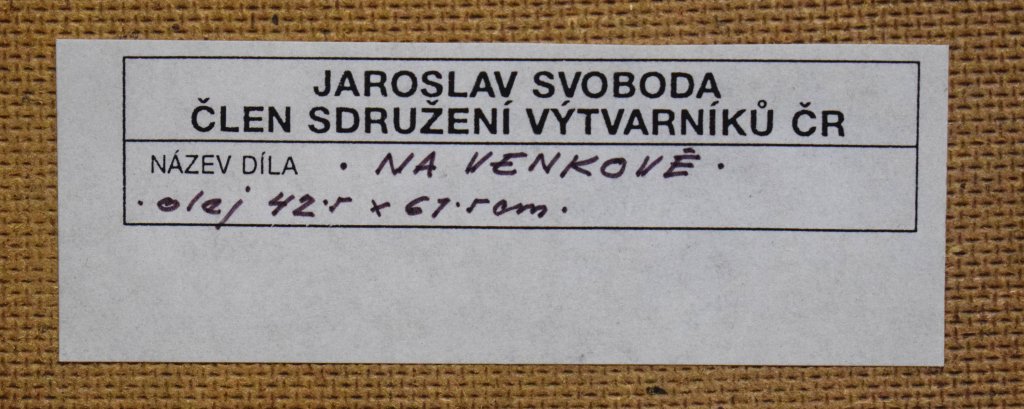 JAROSLAV SVOBODA
ČLEN SDRUŽENÍ VÝTVARNÍKŮ ČR
NÁZEV DÍLA · NA VENKOVĚ ·
· olej 42·5 x 61·5 cm.